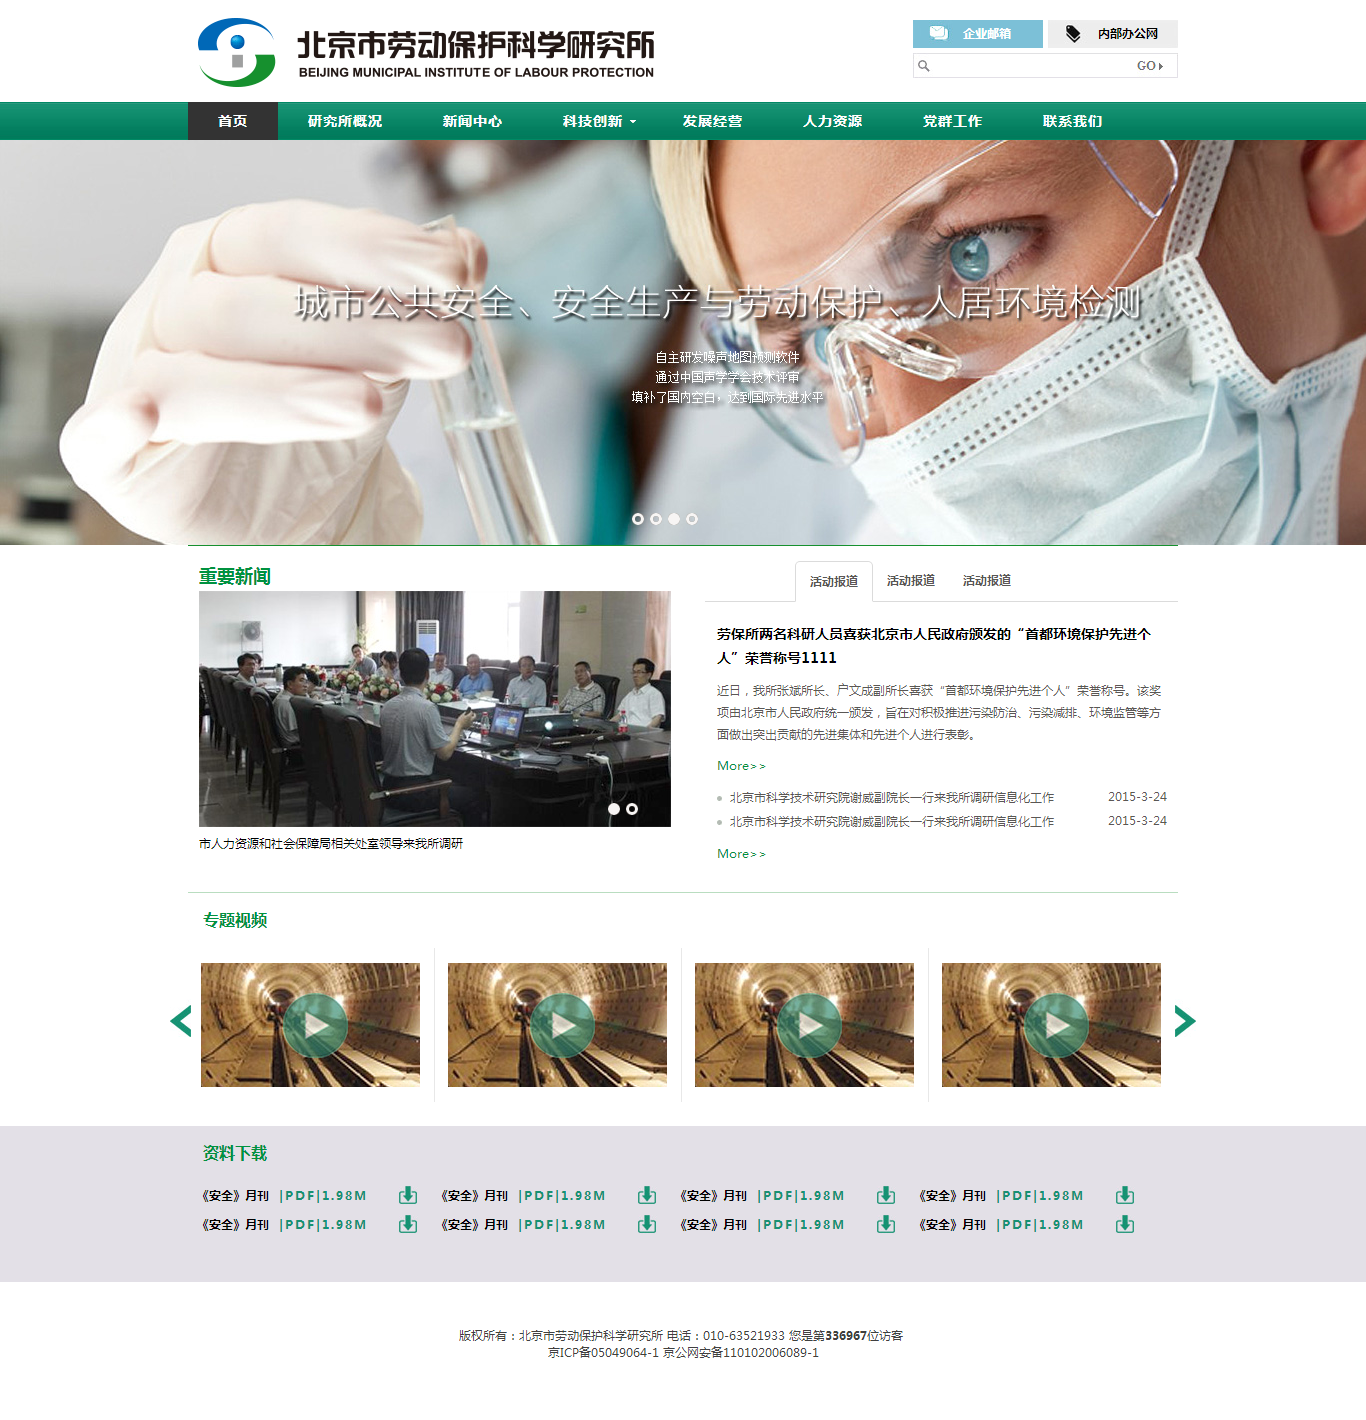 北京市劳动保护科学研究所
BEIJING MUNICIPAL INSTITUTE OF LABOUR PROTECTION
企业邮箱
内部办公网
GO
首页 研究所概况 新闻中心 科技创新 发展经营 人力资源 党群工作 联系我们
城市公共安全、安全生产与劳动保护、人居环境检测
自主研发噪声地图预测软件
通过中国声学学会技术评审
填补了国内空白，达到国际先进水平
重要新闻
市人力资源和社会保障局相关处室领导来我所调研
活动报道 活动报道 活动报道
劳保所两名科研人员喜获北京市人民政府颁发的“首都环境保护先进个
人”荣誉称号1111
近日，我所张斌所长、户文成副所长喜获“首都环境保护先进个人”荣誉称号。该奖
项由北京市人民政府统一颁发，旨在对积极推进污染防治、污染减排、环境监管等方
面做出突出贡献的先进集体和先进个人进行表彰。
More>>
北京市科学技术研究院谢威副院长一行来我所调研信息化工作 2015-3-24
北京市科学技术研究院谢威副院长一行来我所调研信息化工作 2015-3-24
More>>
专题视频
资料下载
《安全》月刊 |PDF|1.98M 《安全》月刊 |PDF|1.98M 《安全》月刊 |PDF|1.98M 《安全》月刊 |PDF|1.98M
《安全》月刊 |PDF|1.98M 《安全》月刊 |PDF|1.98M 《安全》月刊 |PDF|1.98M 《安全》月刊 |PDF|1.98M
版权所有：北京市劳动保护科学研究所 电话：010-63521933 您是第336967位访客
京ICP备05049064-1 京公网安备110102006089-1